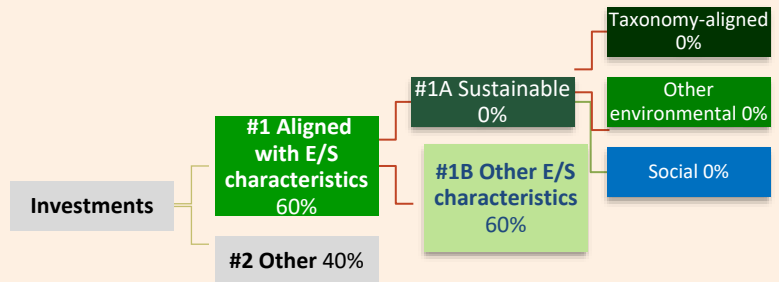 Investments
#1 Aligned
with E/S
characteristics
60%
#2 Other 40%
#1A Sustainable
0%
#1B Other E/S
characteristics
60%
Taxonomy-aligned
0%
Other
environmental 0%
Social 0%